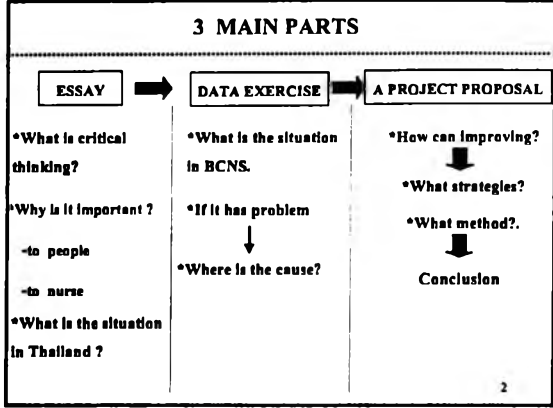 3 MAIN PARTS
ESSAY
DATA EXERCISE
A PROJECT PROPOSAL
*What is critical
thinking?
*Why is it important ?
-to people
-to nurse
*What is the situation
in Thailand ?
*What is the situation
in BCNS.
*If it has problem
*Where is the cause?
*How can improving?
*What strategies?
*What method?.
Conclusion
2